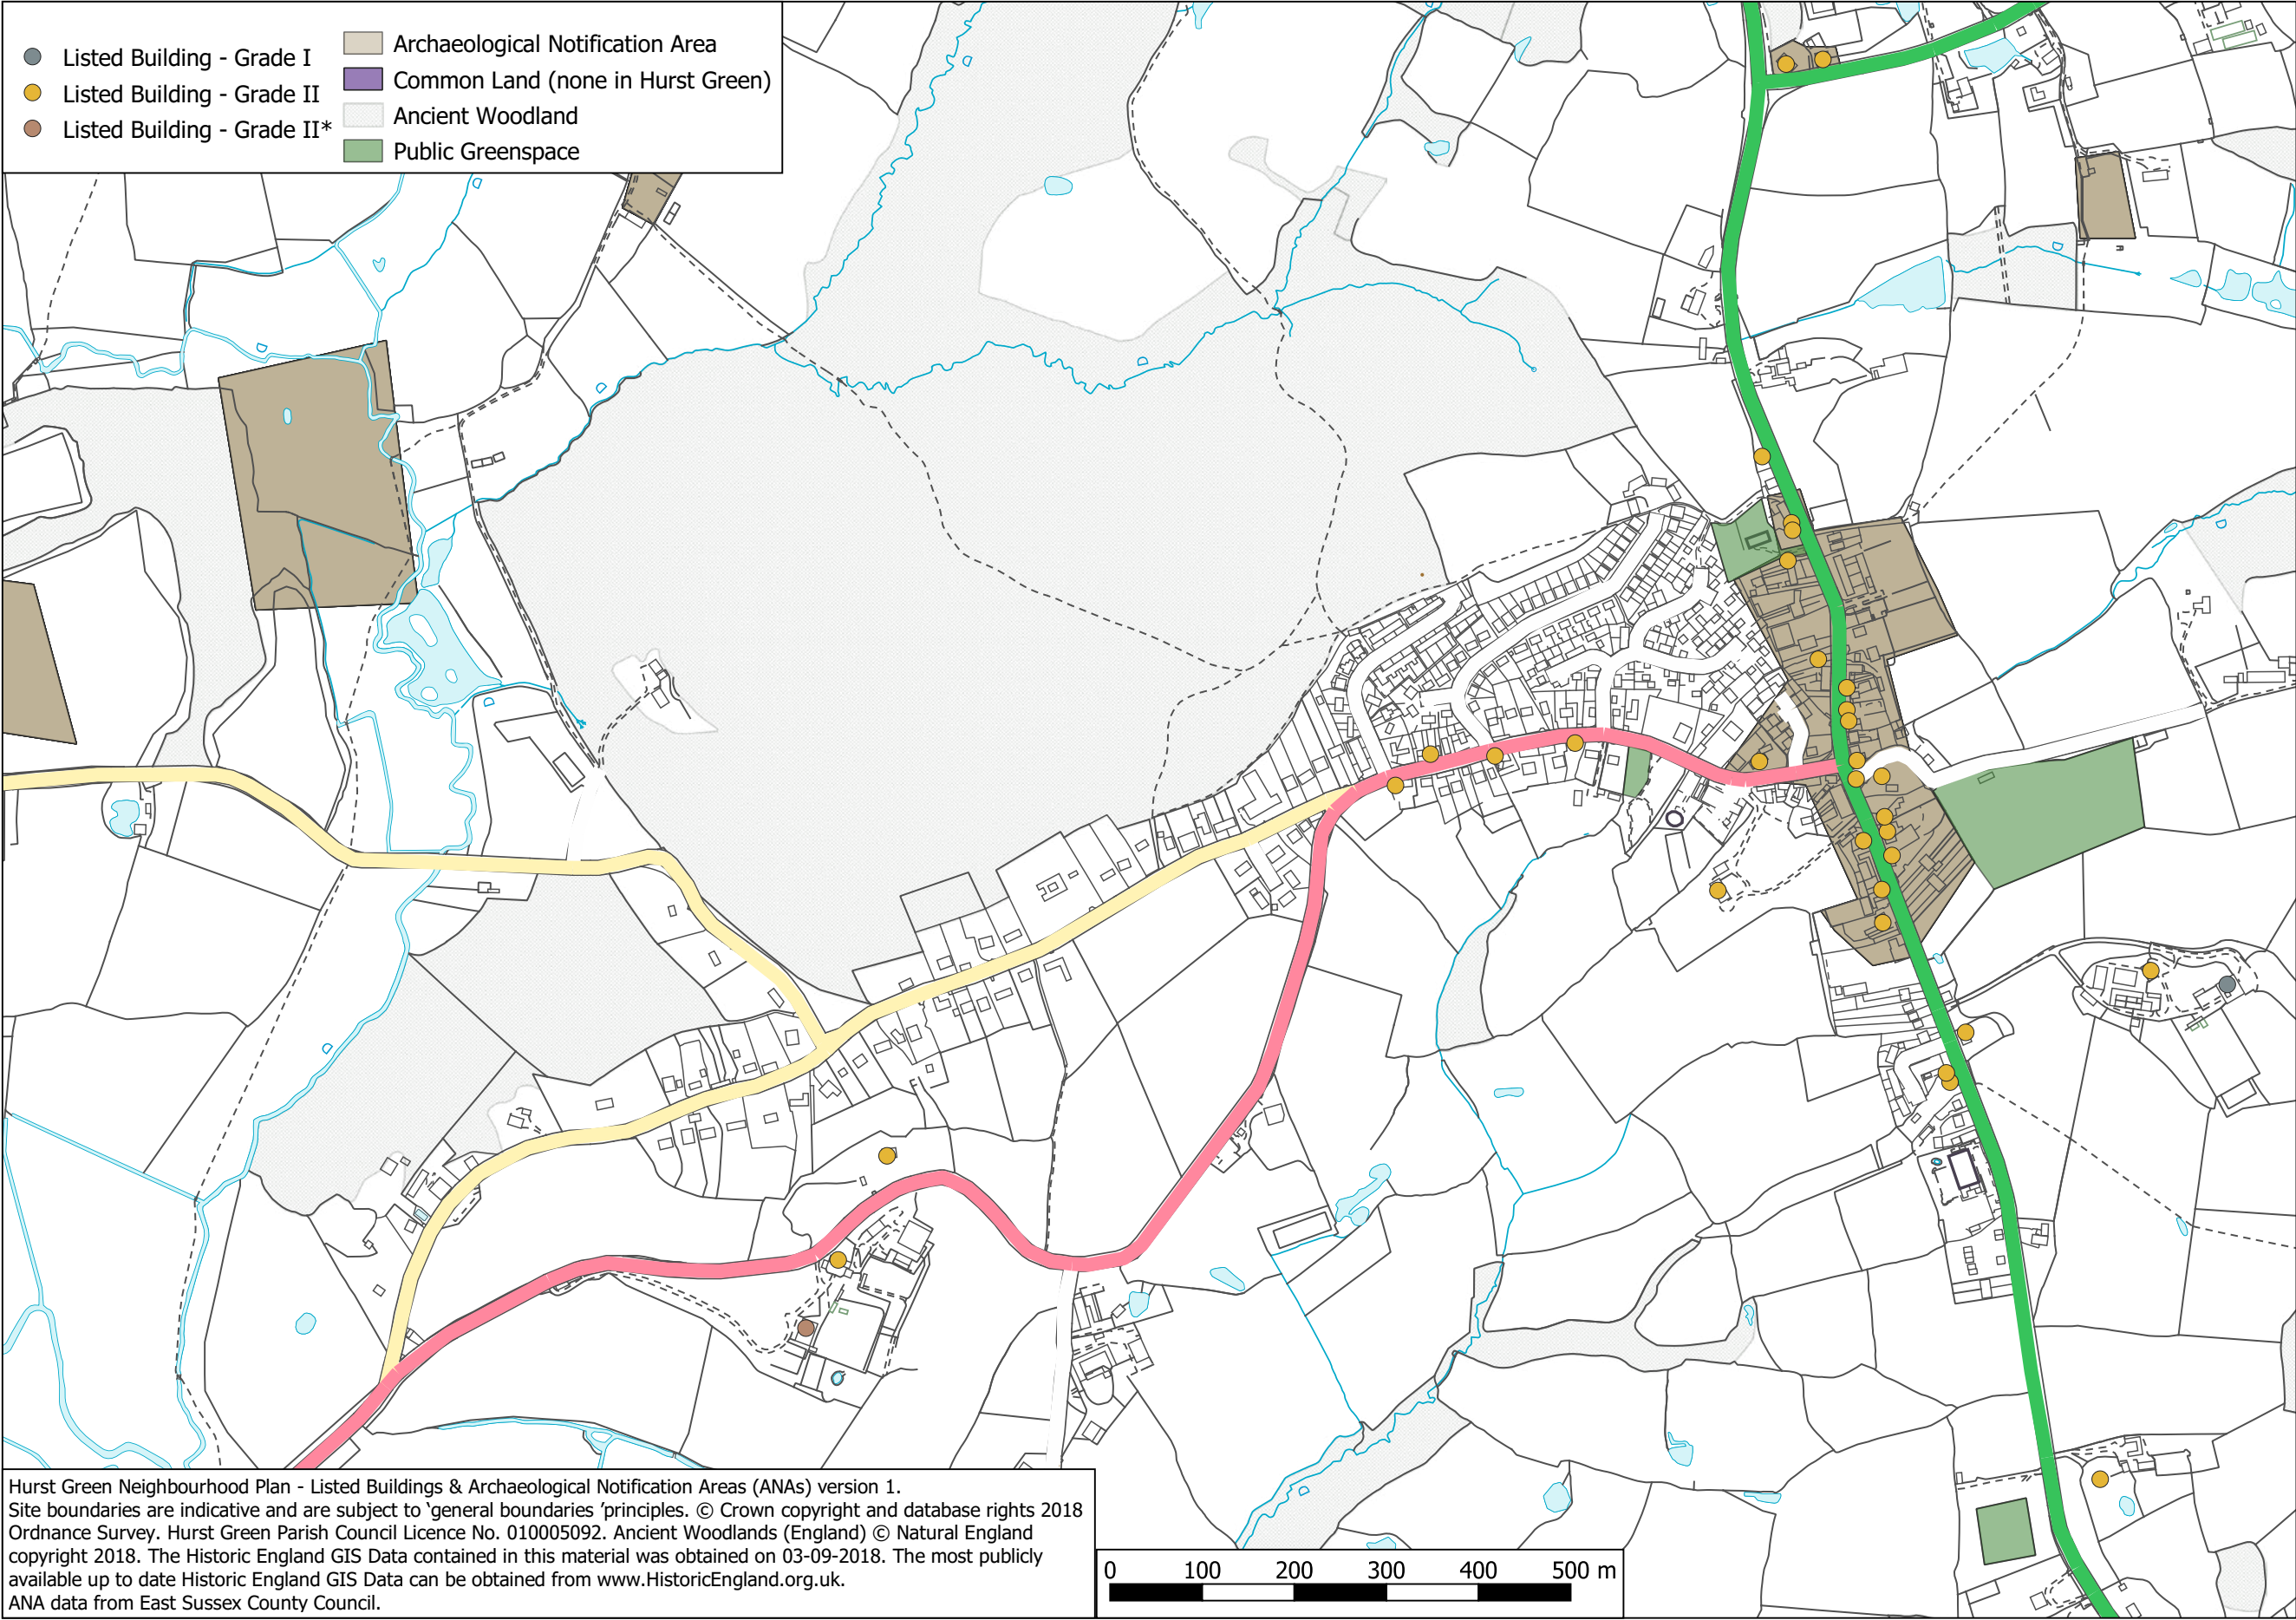 Listed Building - Grade I
Listed Building - Grade II
Listed Building - Grade II*
Archaeological Notification Area
Common Land (none in Hurst Green)
Ancient Woodland
Public Greenspace
Hurst Green Neighbourhood Plan - Listed Buildings & Archaeological Notification Areas (ANAs) version 1.
Site boundaries are indicative and are subject to ‘general boundaries ’principles. © Crown copyright and database rights 2018
Ordnance Survey. Hurst Green Parish Council Licence No. 010005092. Ancient Woodlands (England) © Natural England
copyright 2018. The Historic England GIS Data contained in this material was obtained on 03-09-2018. The most publicly
available up to date Historic England GIS Data can be obtained from www.HistoricEngland.org.uk.
ANA data from East Sussex County Council.
0 100 200 300 400 500 m